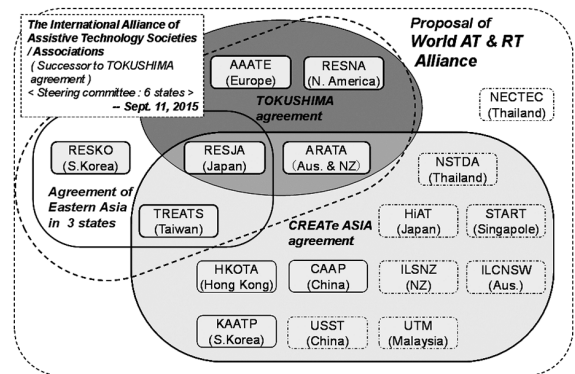 The International Alliance of
Assistive Technology Societies
/ Associations
( Successor to TOKUSHIMA
agreement )
< Steering committee : 6 states >
-- Sept. 11, 2015
Proposal of
World AT & RT
Alliance
AAATE
(Europe)
RESNA
(N. America)
TOKUSHIMA
agreement
NECTEC
(Thailand)
RESKO
(S.Korea)
RESJA
(Japan)
ARATA
(Aus. & NZ)
NSTDA
(Thailand)
Agreement of
Eastern Asia
in 3 states
TREATS
(Taiwan)
CREATe ASIA
agreement
HiAT
(Japan)
START
(Singapole)
HKOTA
(Hong Kong)
CAAP
(China)
ILSNZ
(NZ)
ILCNSW
(Aus.)
KAATP
(S.Korea)
USST
(China)
UTM
(Malaysia)